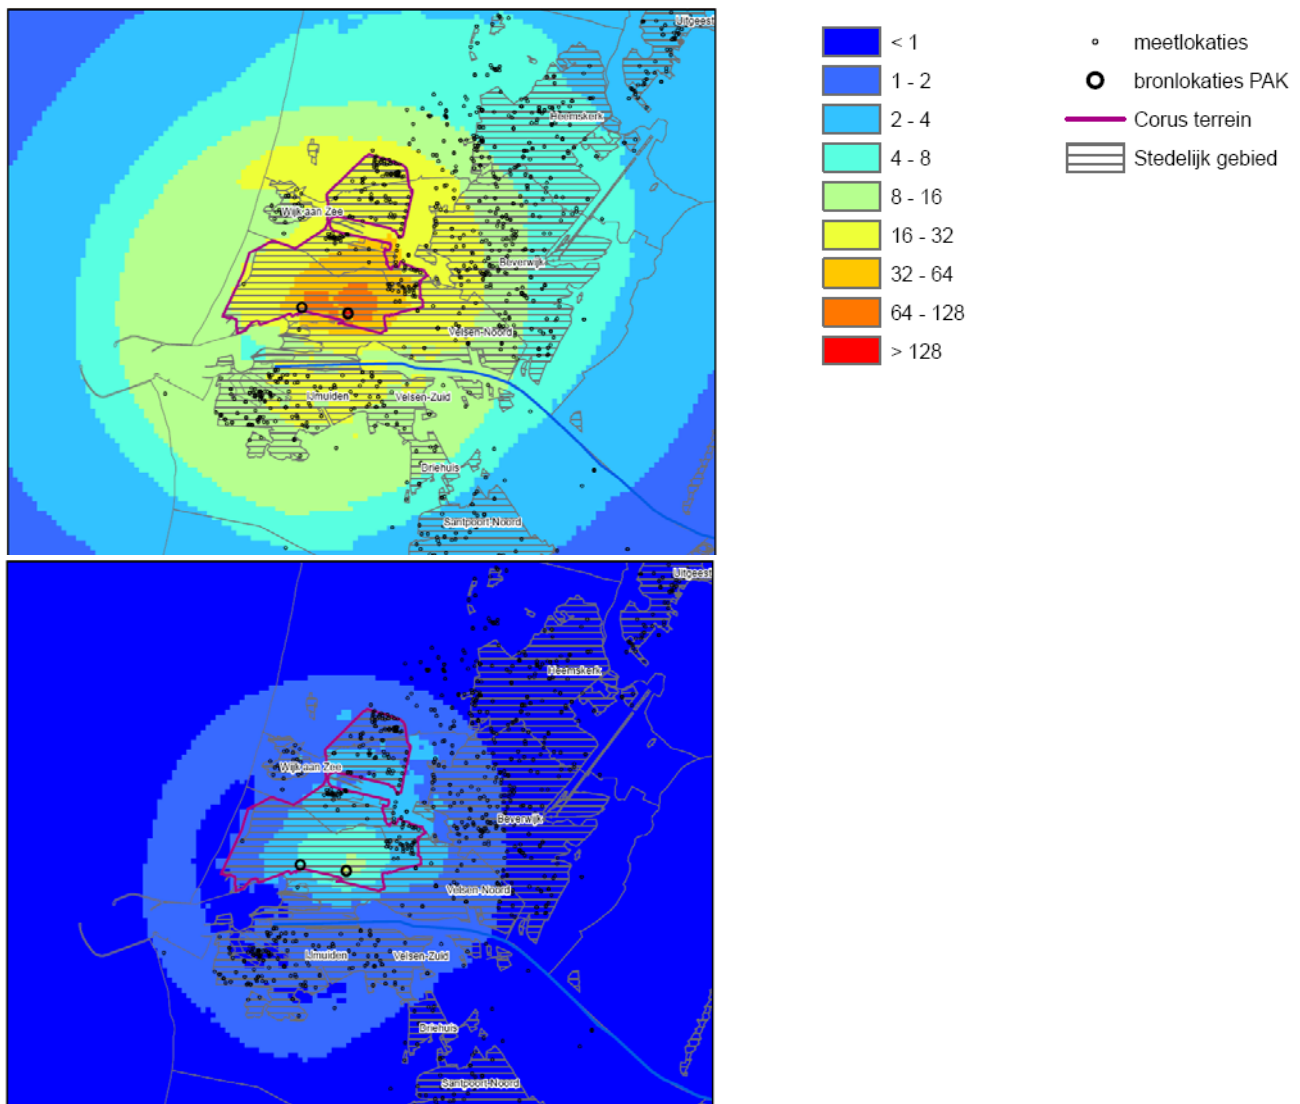 Uitgeest
Heemskerk
Wijk aan Zee
Beverwijk
Velsen-Noord
IJmuiden
Velsen-Zuid
Driehuis
Santpoort-Noord
< 1
1 - 2
2 - 4
4 - 8
8 - 16
16 - 32
32 - 64
64 - 128
> 128
meetlokaties
bronlokaties PAK
Corus terrein
Stedelijk gebied
Uitgeest
Heemskerk
Wijk aan Zee
Beverwijk
Velsen-Noord
IJmuiden
Velsen-Zuid
Driehuis
Santpoort-Noord